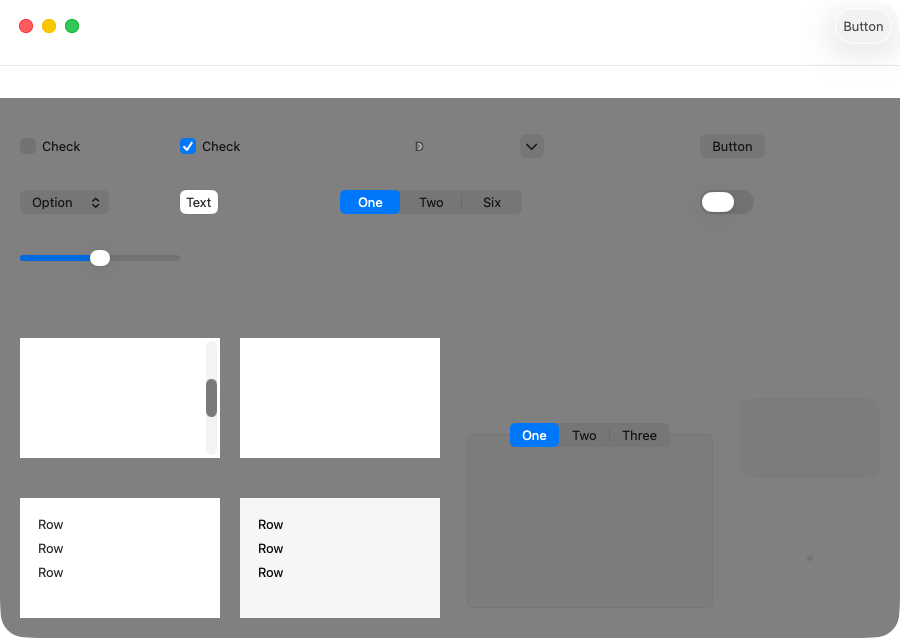 Button
Check
Check
Button
Option
Text
One Two Six
One Two Three
Row
Row
Row
Row
Row
Row